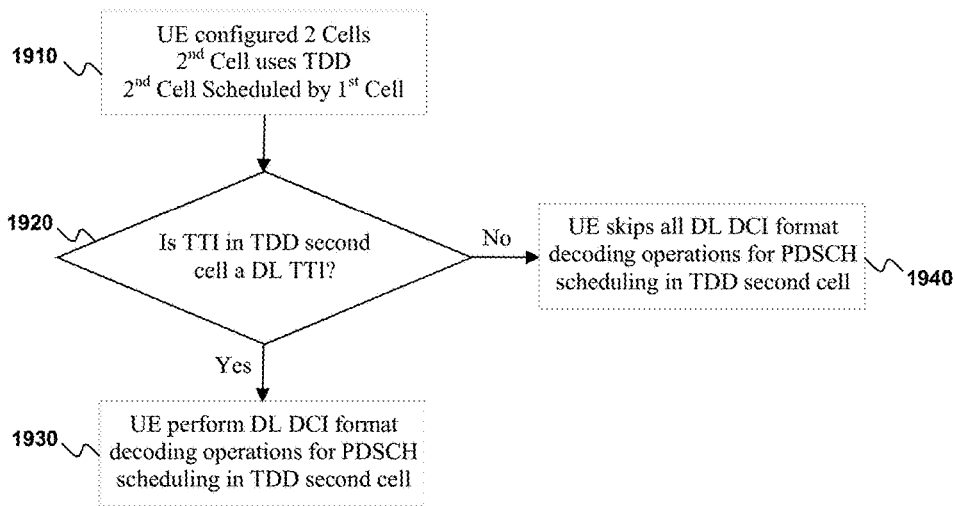 1910
UE configured 2 Cells
2nd Cell uses TDD
2nd Cell Scheduled by 1st Cell
1920
Is TTI in TDD second
cell a DL TTI?
No
UE skips all DL DCI format
decoding operations for PDSCH
scheduling in TDD second cell
1940
Yes
1930
UE perform DL DCI format
decoding operations for PDSCH
scheduling in TDD second cell